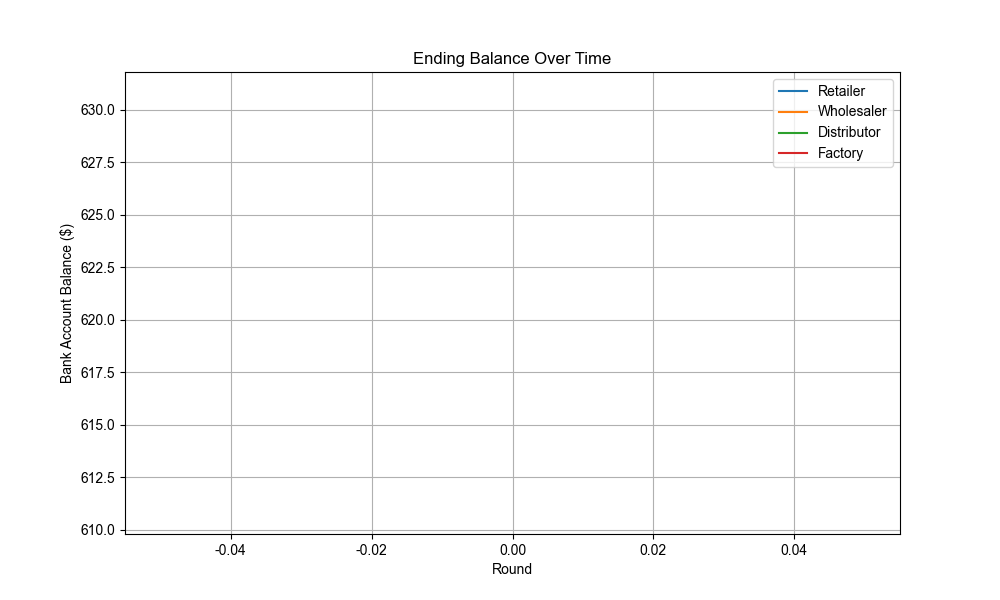 Ending Balance Over Time
Retailer
Wholesaler
Distributor
Factory
630.0
627.5
625.0
622.5
620.0
617.5
615.0
612.5
610.0
Bank Account Balance ($)
-0.04 -0.02 0.00 0.02 0.04
Round